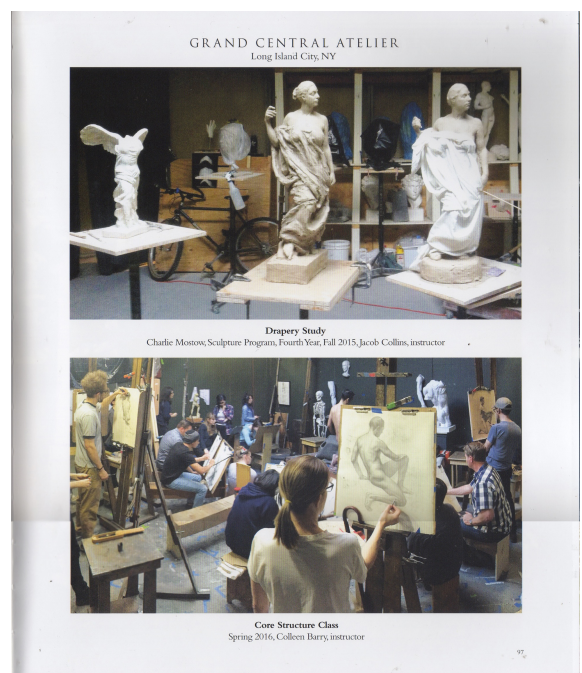 GRAND CENTRAL ATELIER
Long Island City, NY
Drapery Study
Charlie Mostow, Sculpture Program, Fourth Year, Fall 2015, Jacob Collins, instructor
Core Structure Class
Spring 2016, Colleen Barry, instructor
97